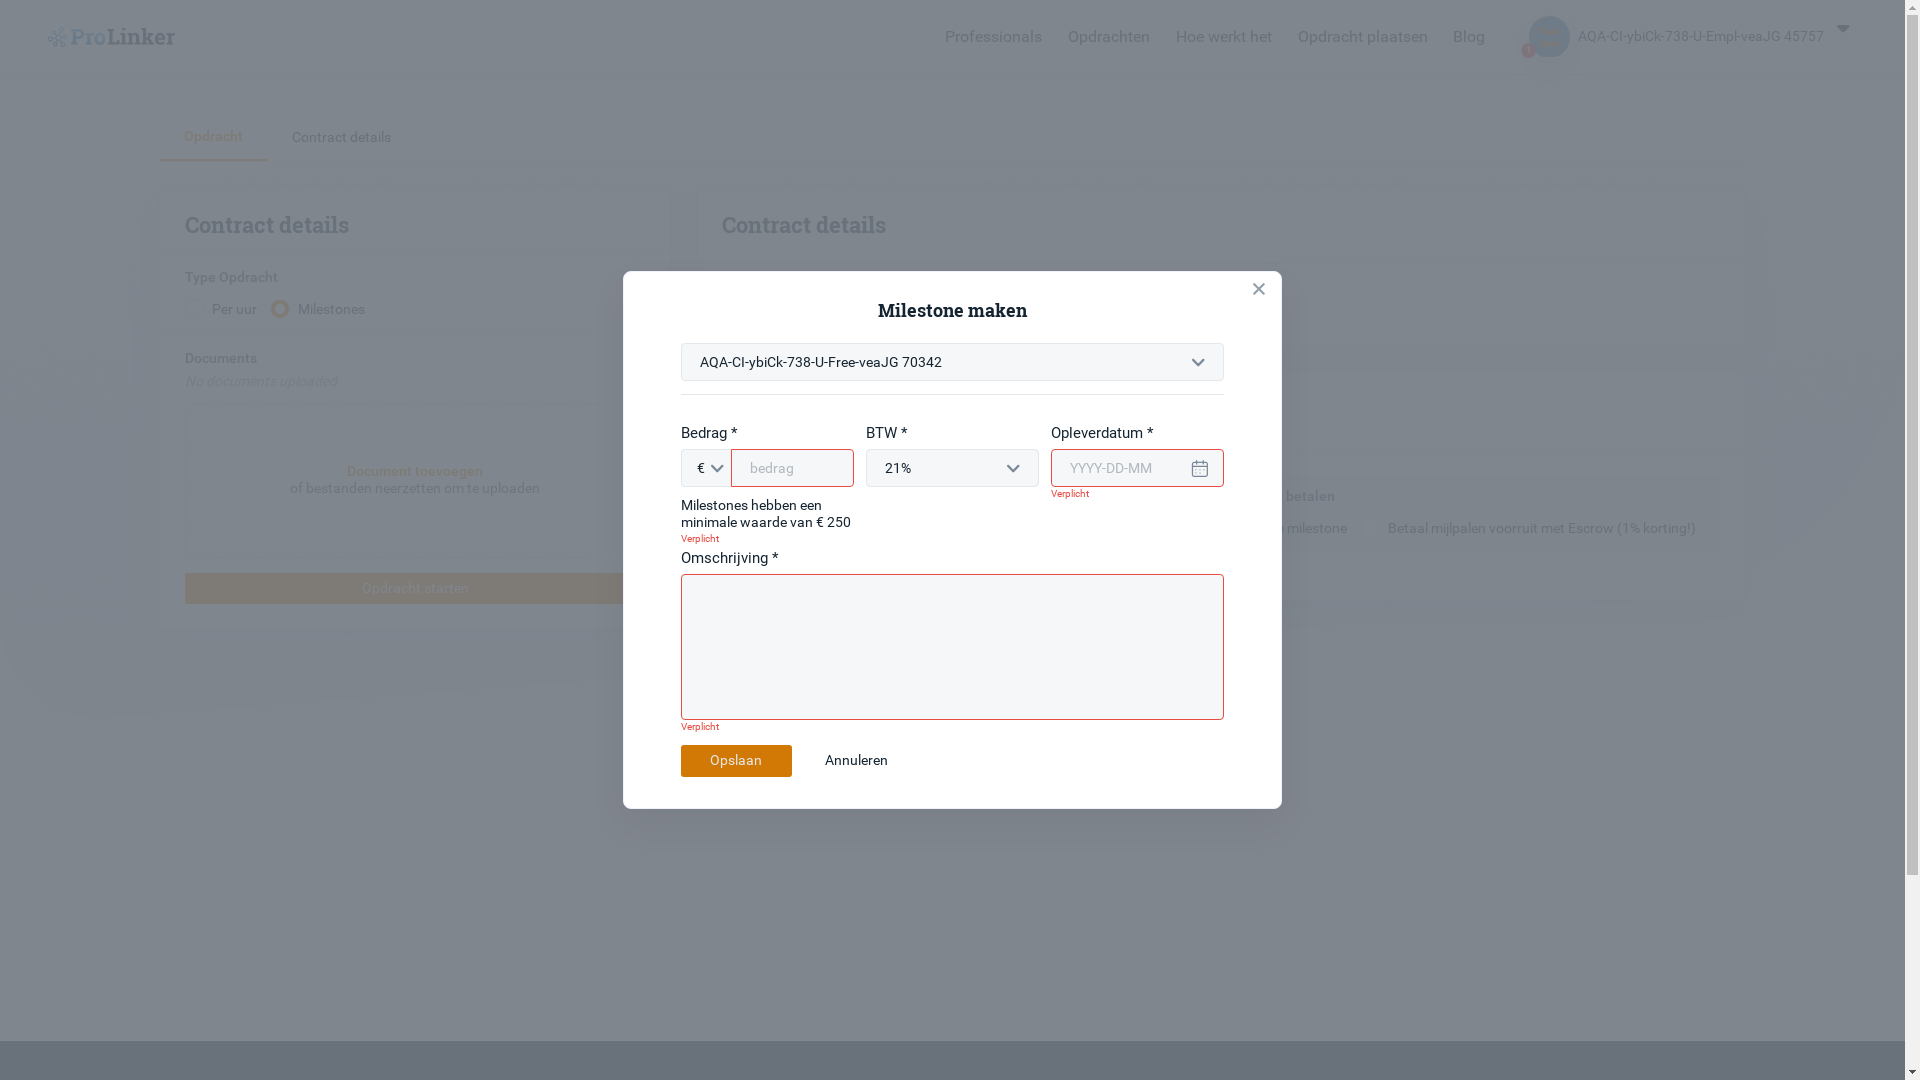 ProLinker
Professionals
Opdrachten
Hoe werkt het
Opdracht plaatsen
Blog
1
AQA-CI-ybiCk-738-U-Empl-veaJG 45757
Opdracht
Contract details
Contract details
Type Opdracht
Per uur
Milestones
Documents
No documents uploaded
Document toevoegen
of bestanden neerzetten om te uploaden
Opdracht starten
Contract details
betalen
milestone
Betaal mijlpalen voorruit met Escrow (1% korting!)
Milestone maken
AQA-CI-ybiCk-738-U-Free-veaJG 70342
Bedrag *
BTW *
Opleverdatum *
€
bedrag
21%
YYYY-DD-MM
Verplicht
Milestones hebben een
minimale waarde van € 250
Verplicht
Omschrijving *
Verplicht
Opslaan
Annuleren